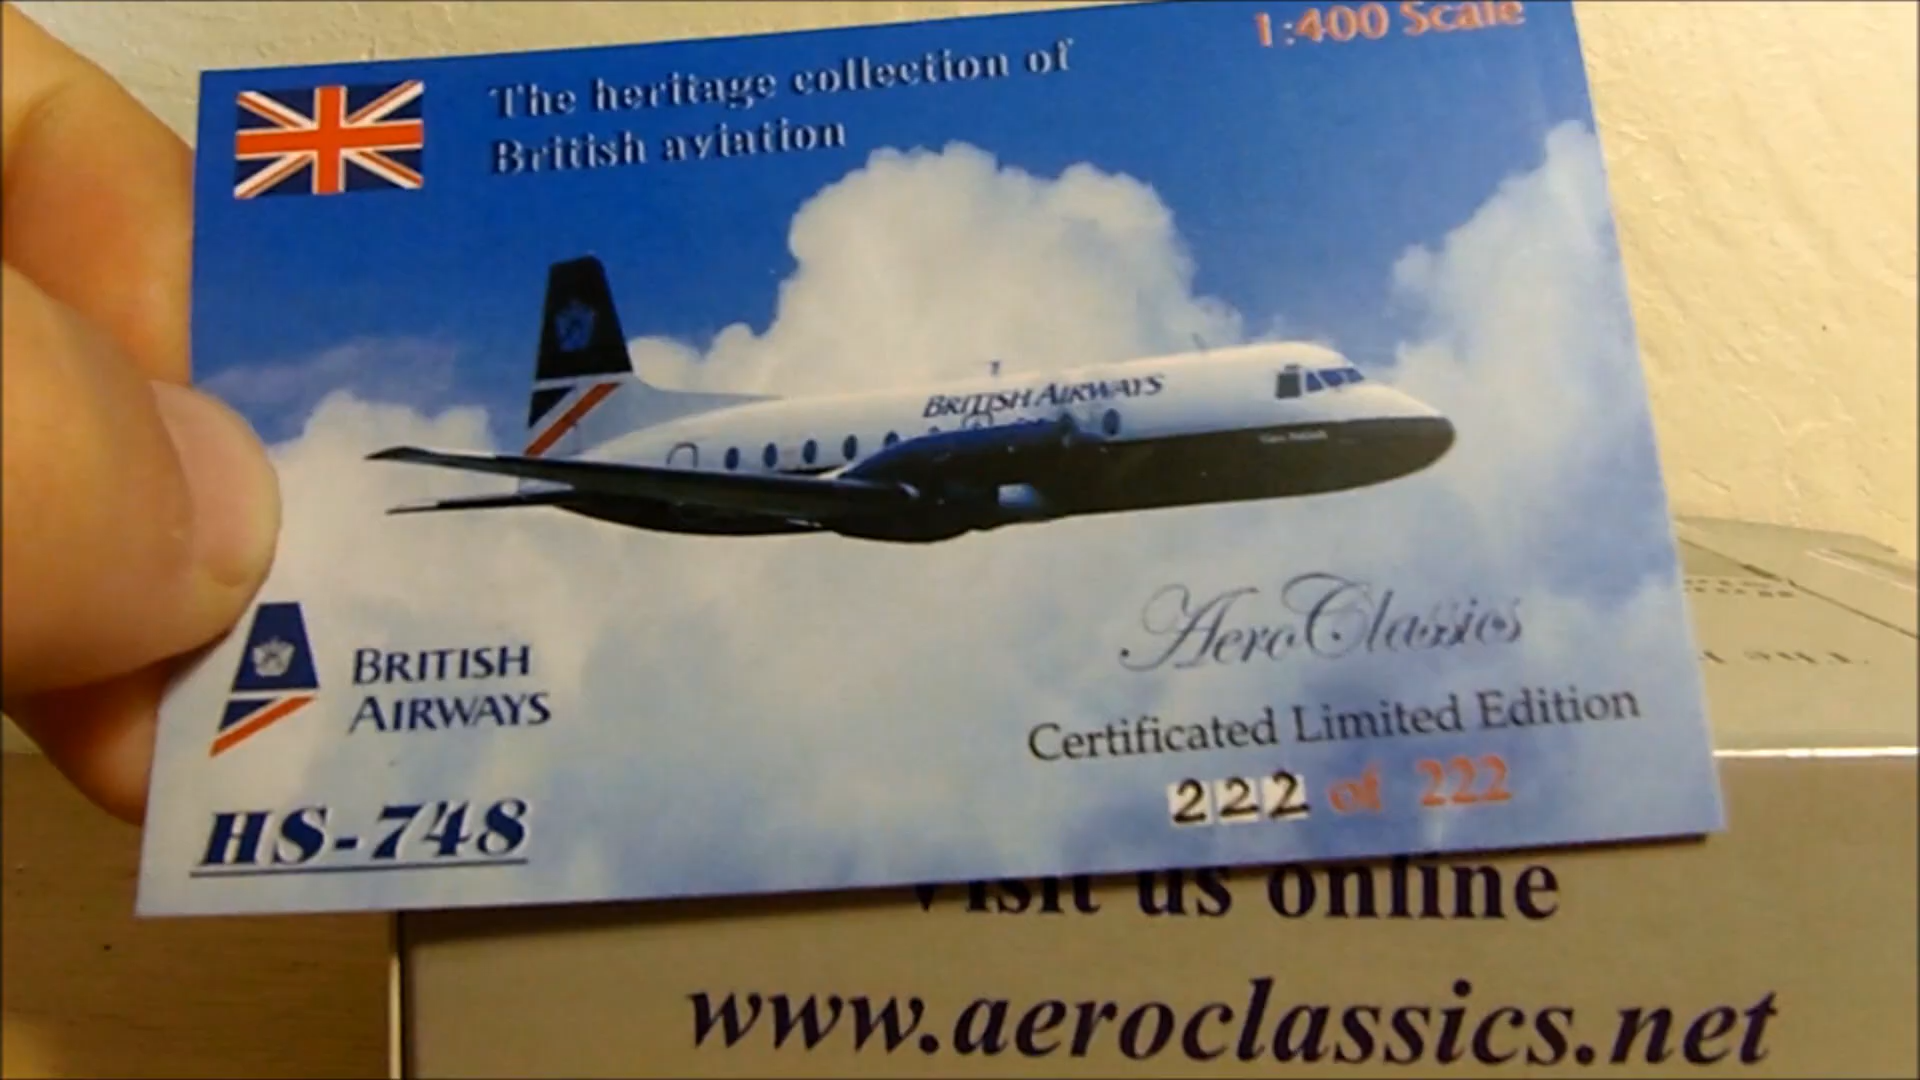 1:400 Scale
The heritage collection of
British aviation
BRITISH AIRWAYS
AeroClassics
BRITISH
AIRWAYS
Certificated Limited Edition
222 of 222
HS-748
Visit us online
www.aeroclassics.net